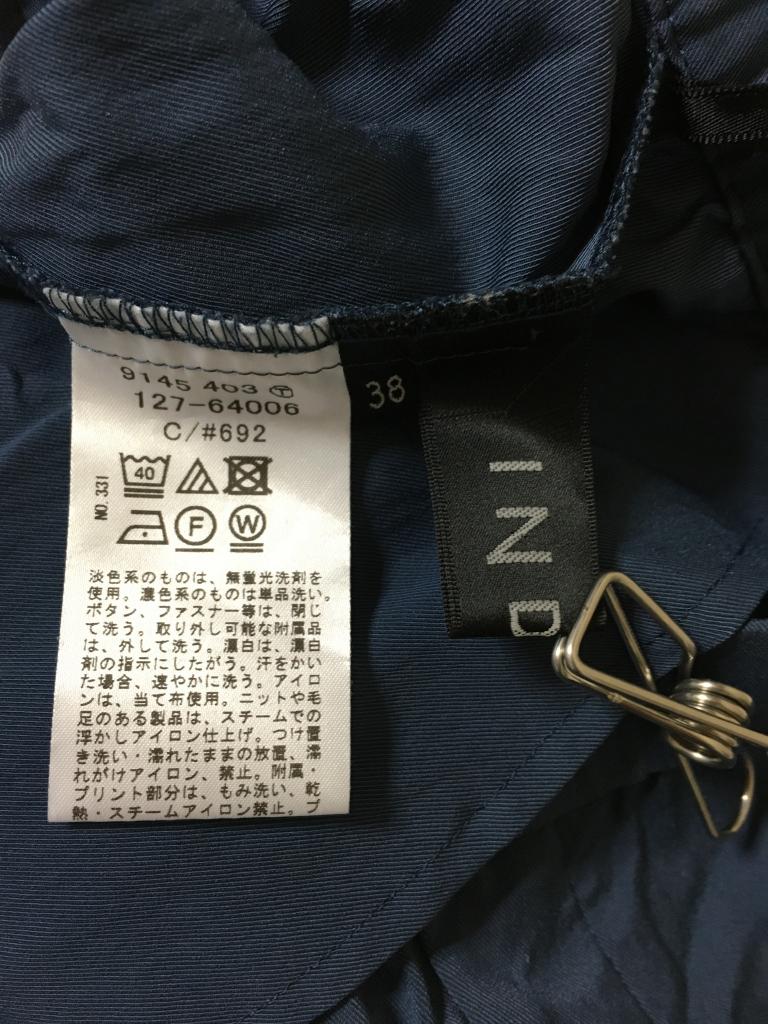 9145 403 Ⓣ
127-64006
C/#692
NO.331
40
F
W
淡色系のものは、無蛍光洗剤を
使用。濃色系のものは単品洗い。
ボタン、ファスナー等は、閉じ
て洗う。取り外し可能な附属品
は、外して洗う。漂白は、漂白
剤の指示にしたがう。汗をかい
た場合、速やかに洗う。アイロ
ンは、当て布使用。ニットや毛
足のある製品は、スチームでの
浮かしアイロン仕上げ。つけ置
き洗い・濡れたままの放置、濡
れがけアイロン、禁止。附属・
プリント部分は、もみ洗い、乾
熱・スチームアイロン禁止。プ
38
IND